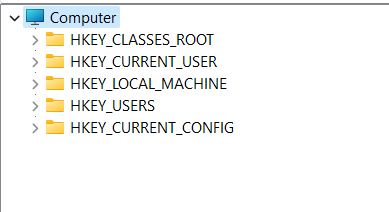 Computer
HKEY_CLASSES_ROOT
HKEY_CURRENT_USER
HKEY_LOCAL_MACHINE
HKEY_USERS
HKEY_CURRENT_CONFIG